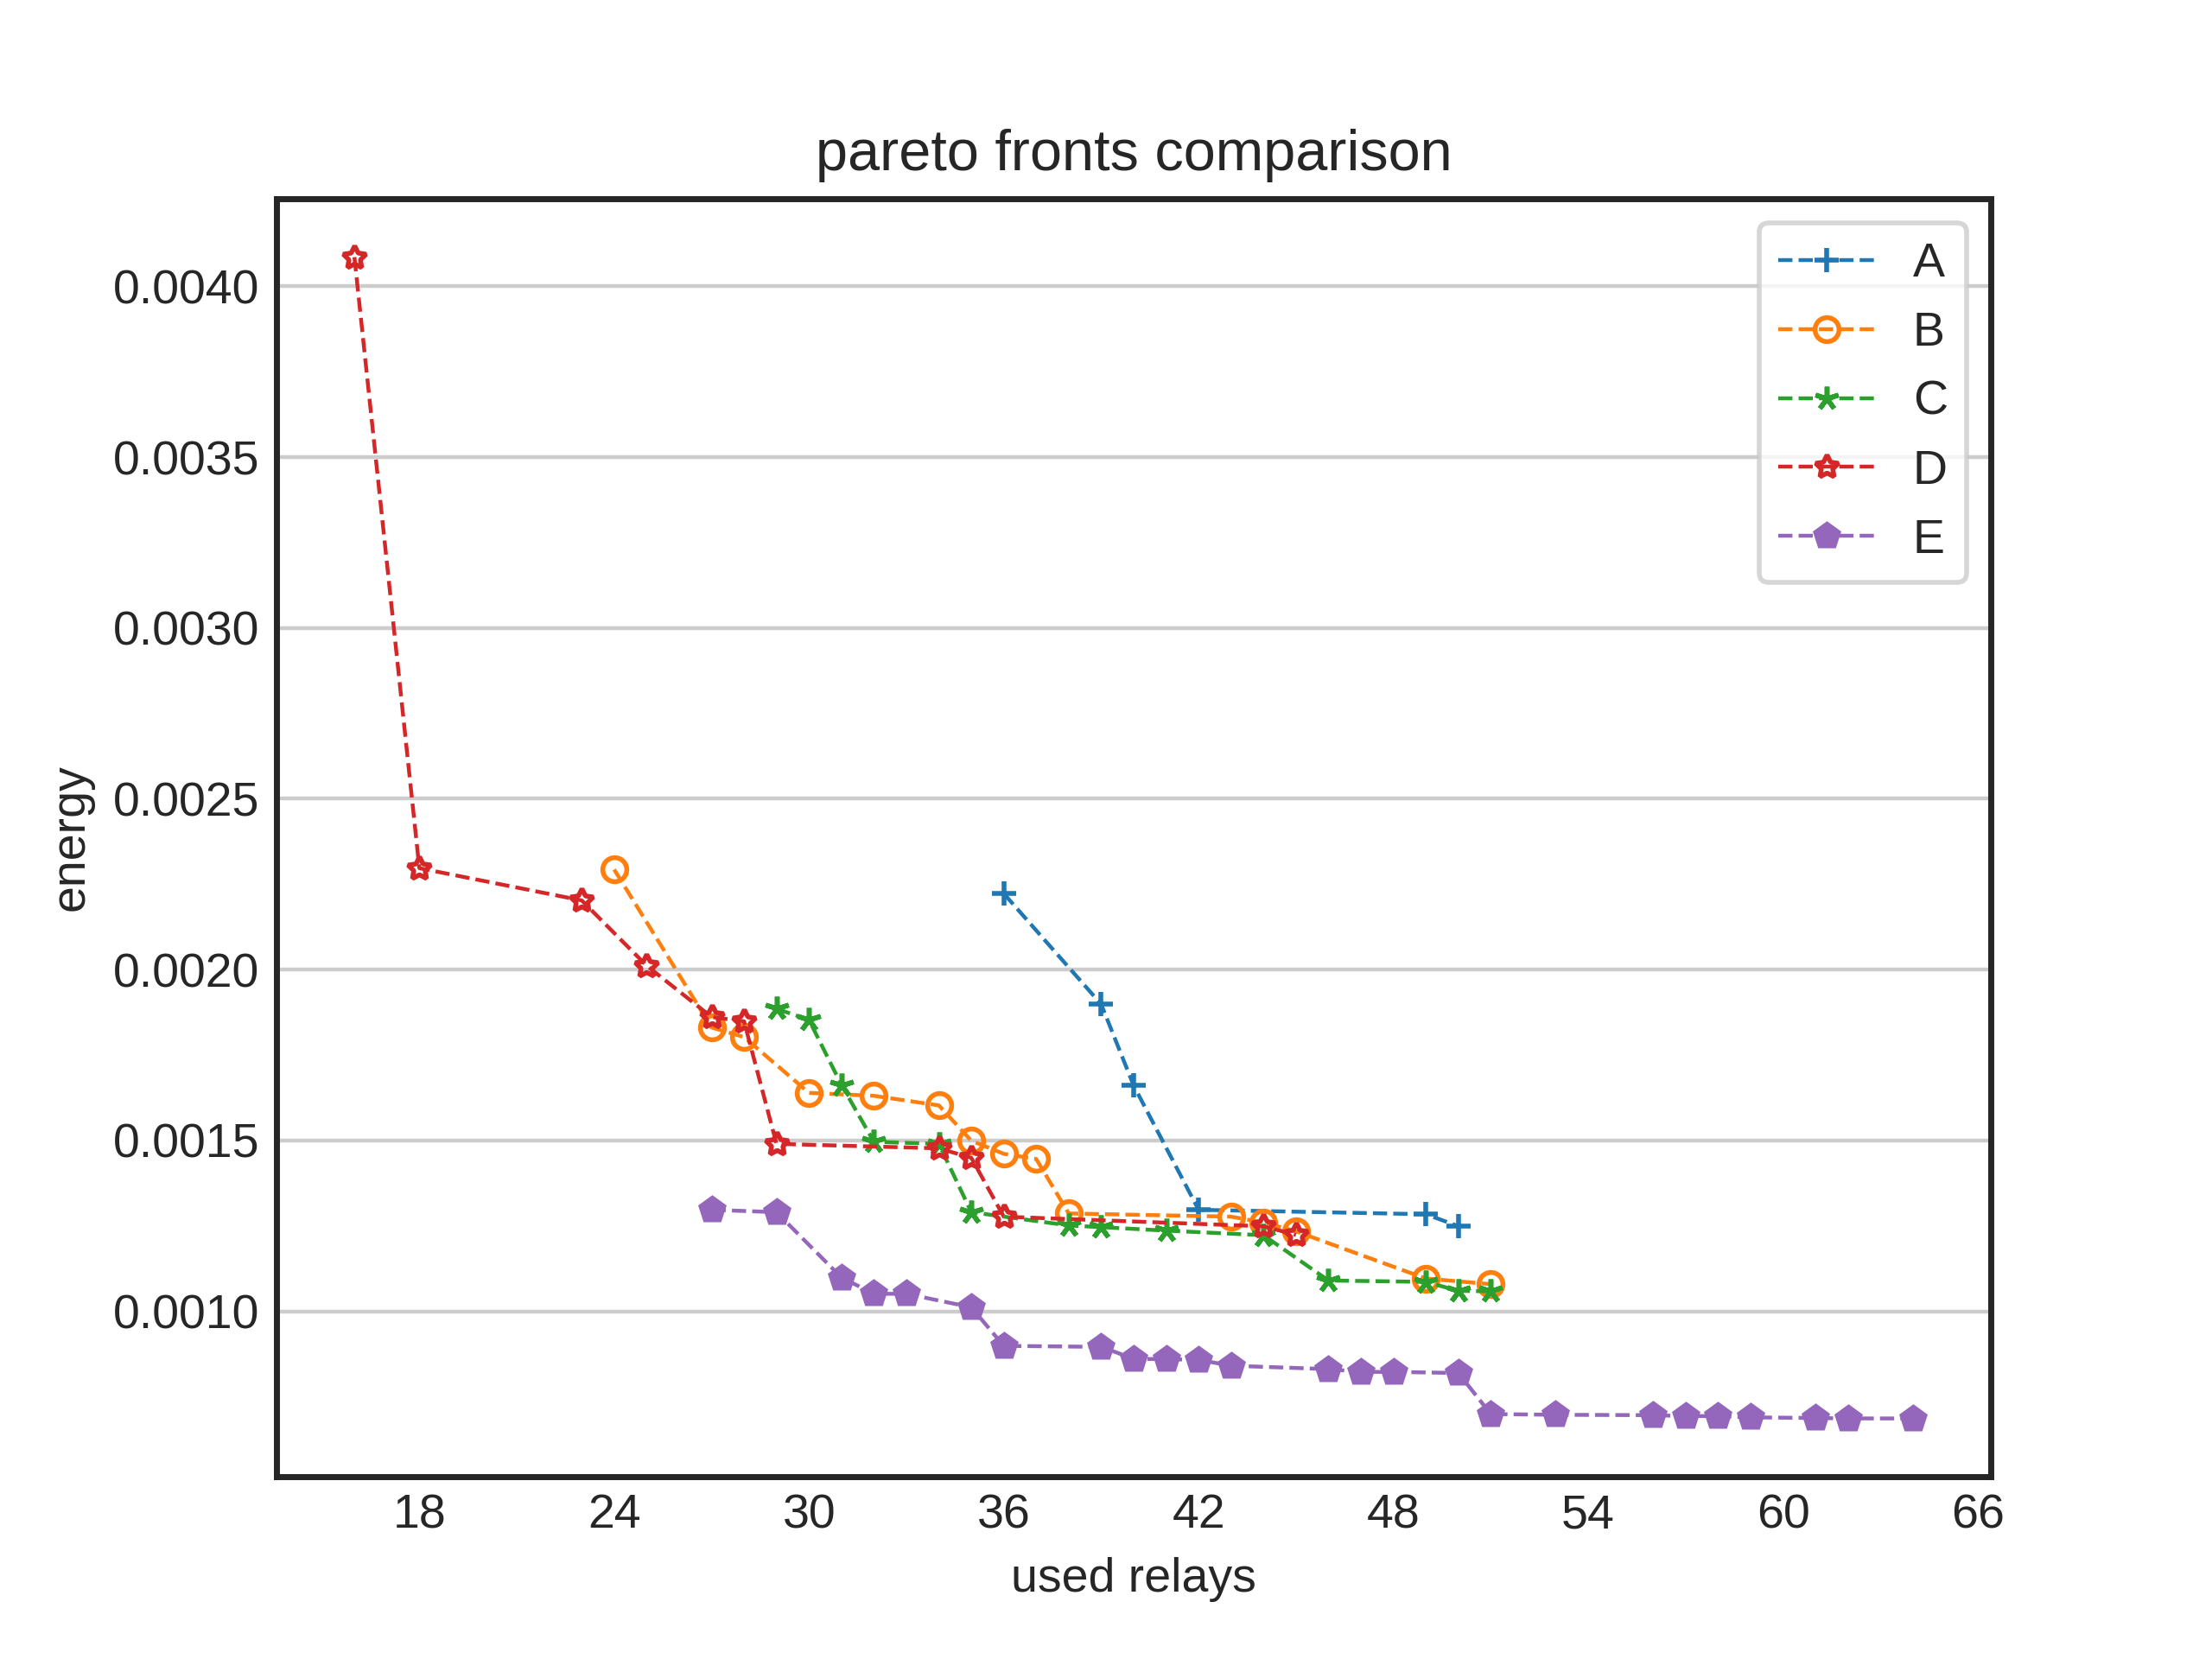 pareto fronts comparison
A
B
C
D
E
0.0040
0.0035
0.0030
0.0025
0.0020
0.0015
0.0010
energy
18 24 30 36 42 48 54 60 66
used relays